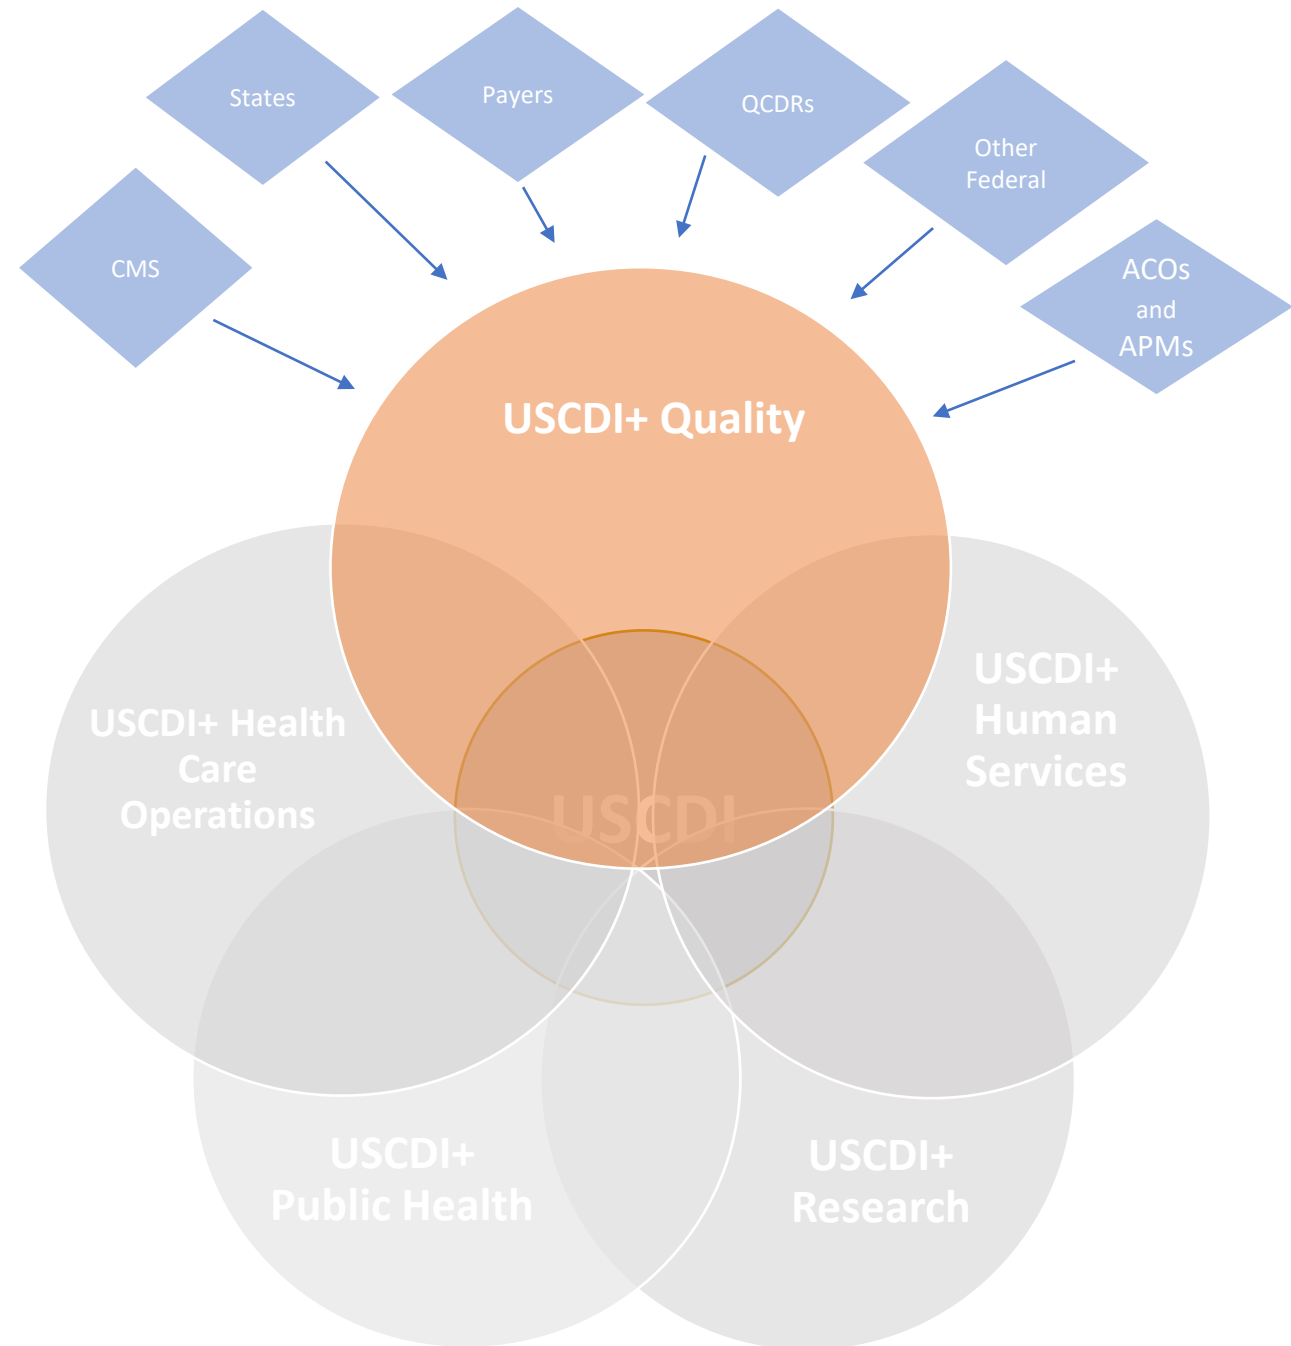 States
Payers
QCDRs
Other
Federal
CMS
ACOs
and
APMs
USCDI+ Quality
USCDI+ Health
Care
Operations
USCDI+
Human
Services
USCDI
USCDI+
Public Health
USCDI+
Research